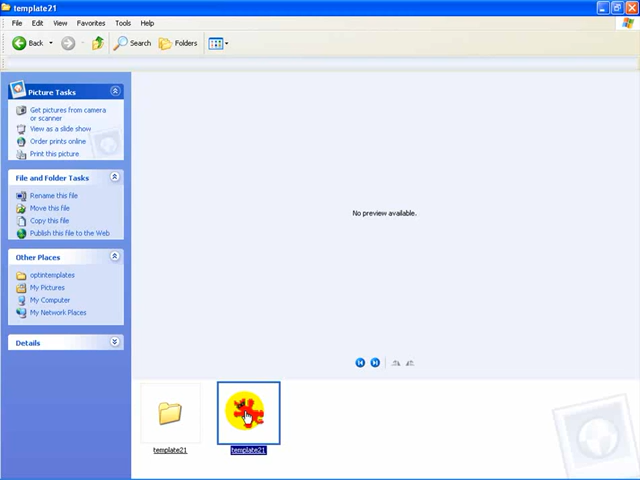 template21
File Edit View Favorites Tools Help
Back Search Folders
Picture Tasks
Get pictures from camera
or scanner
View as a slide show
Order prints online
Print this picture
File and Folder Tasks
Rename this file
Move this file
Copy this file
Publish this file to the Web
Other Places
optintemplates
My Pictures
My Computer
My Network Places
Details
No preview available.
template21 template21